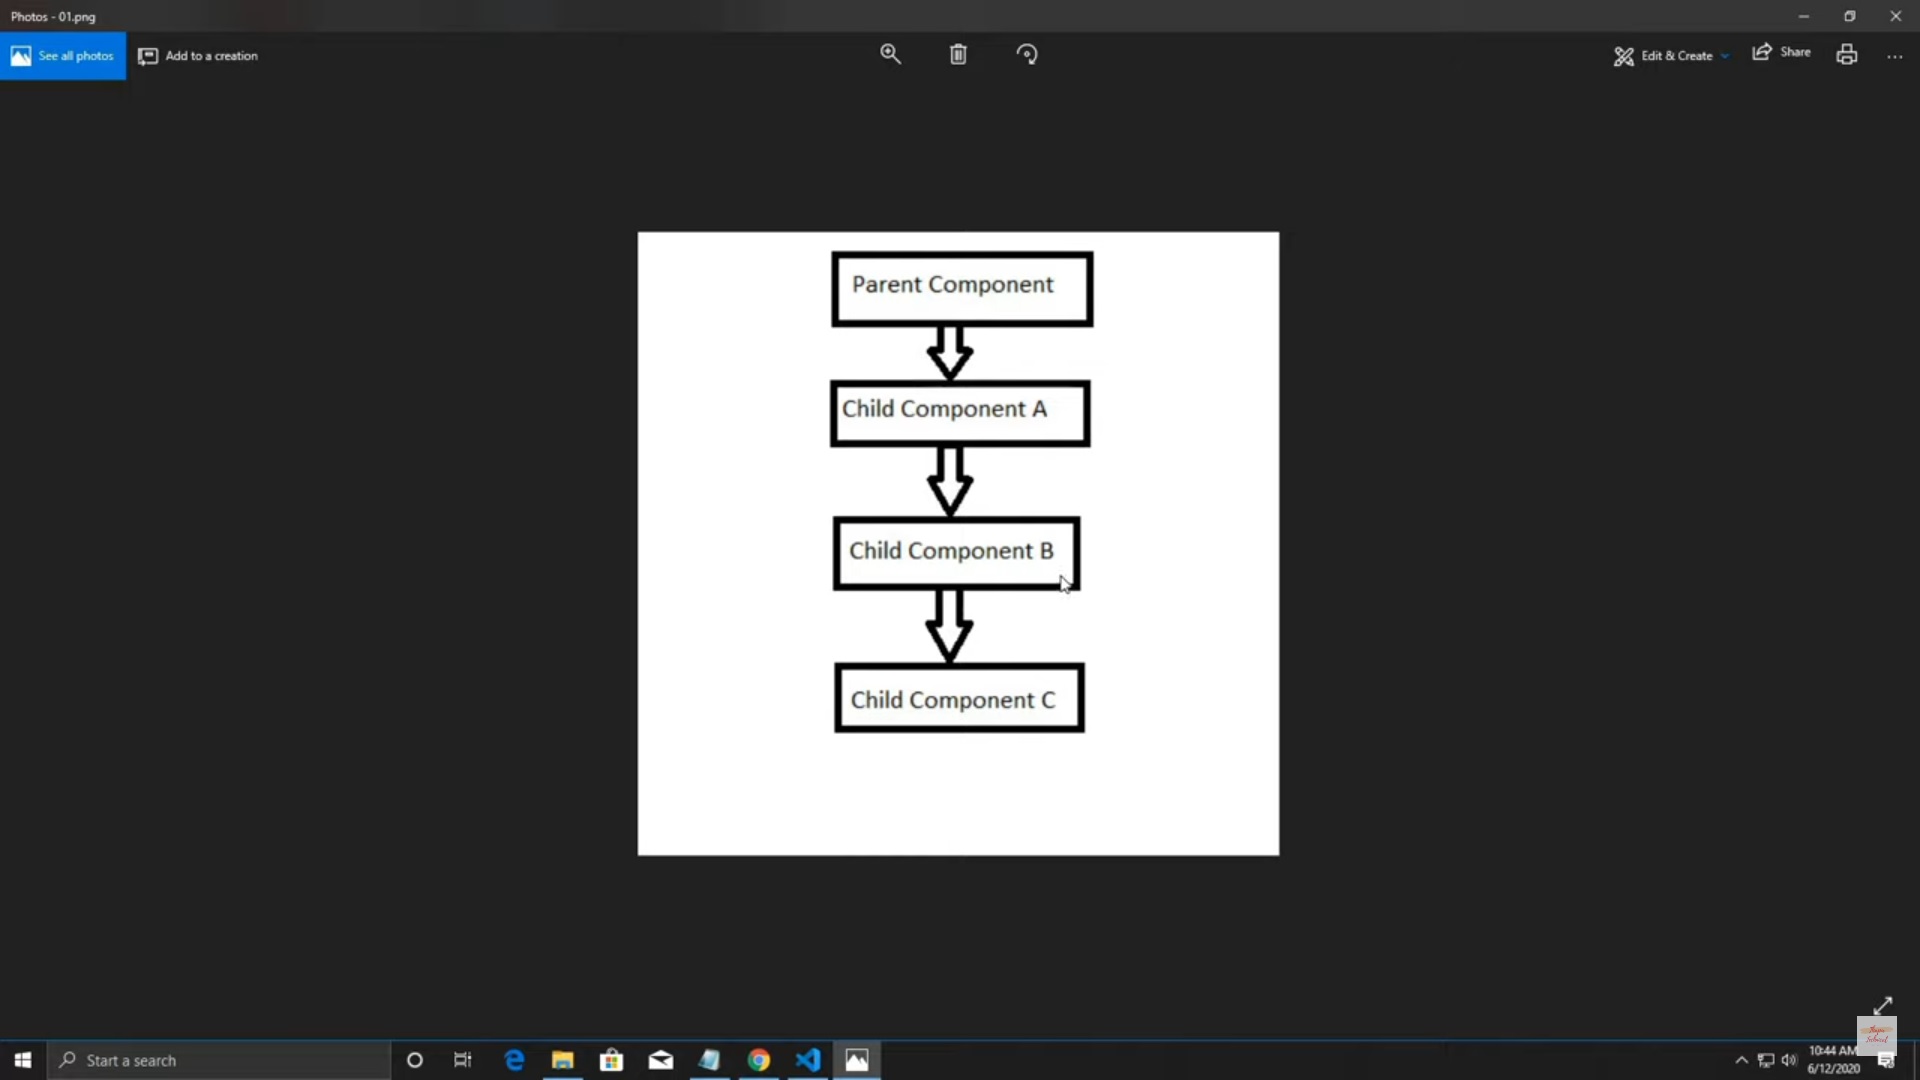 Photos - 01.png
See all photos
Add to a creation
Edit & Create
Share
Parent Component
Child Component A
Child Component B
Child Component C
Start a search
10:44 AM
6/12/2020